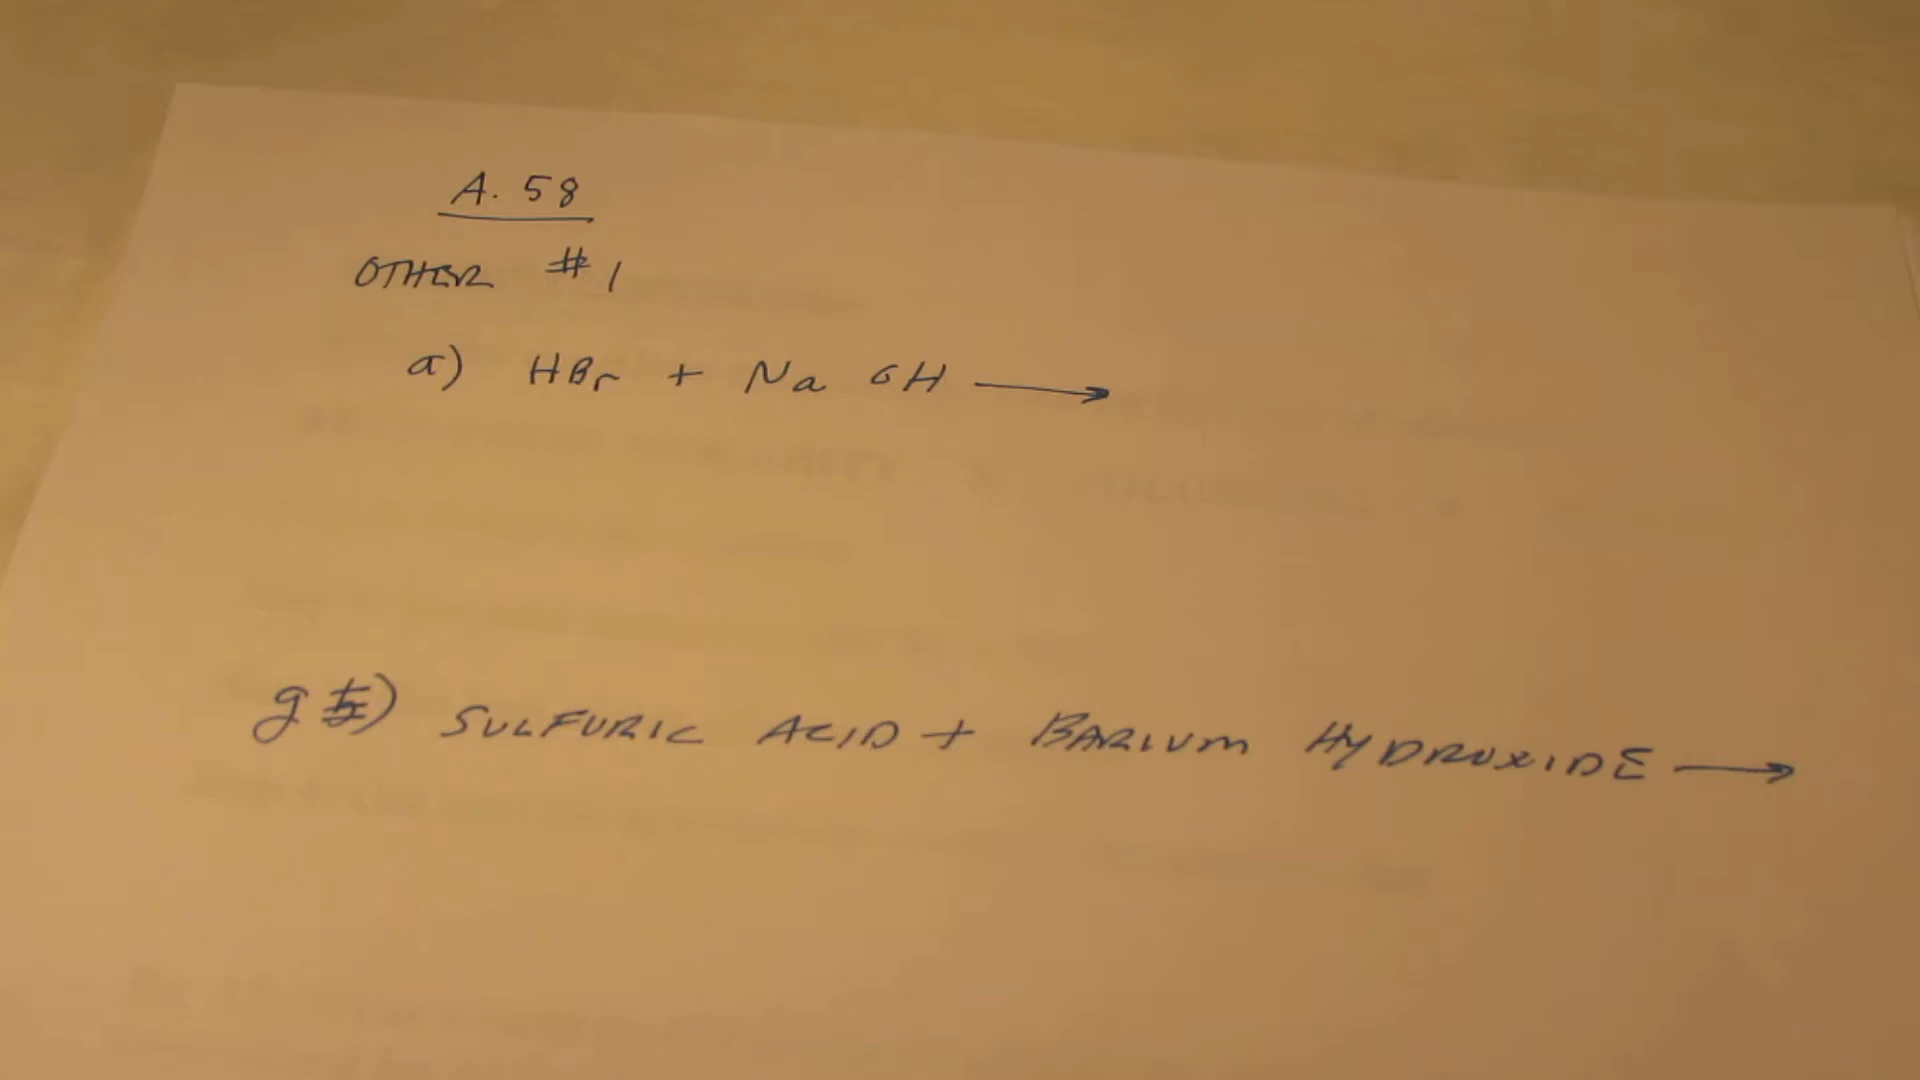 A. 58
OTHER #1
a) HBr + Na OH →
g) SULFURIC ACID + BARIUM HYDROXIDE →